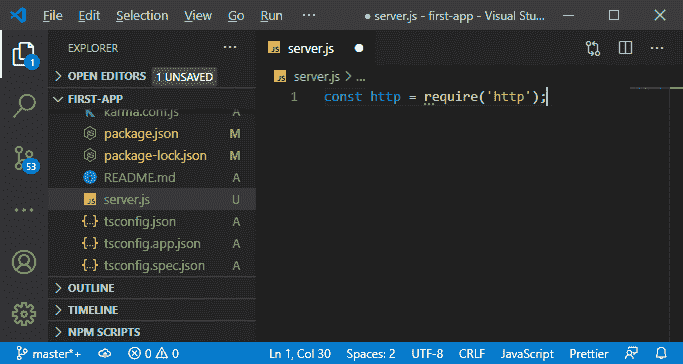 File Edit View Go Run ... ● server.js - first-app - Visual Stu...
EXPLORER ...
OPEN EDITORS 1 UNSAVED
FIRST-APP
karma.conf.js A
package.json M
package-lock.json M
README.md A
server.js U
tsconfig.json A
tsconfig.app.json A
tsconfig.spec.json A
OUTLINE
TIMELINE
NPM SCRIPTS
1
53
JS server.js ●
JS server.js > ...
1 const http = require('http');
master*+ 0 0 Ln 1, Col 30 Spaces: 2 UTF-8 CRLF JavaScript Prettier